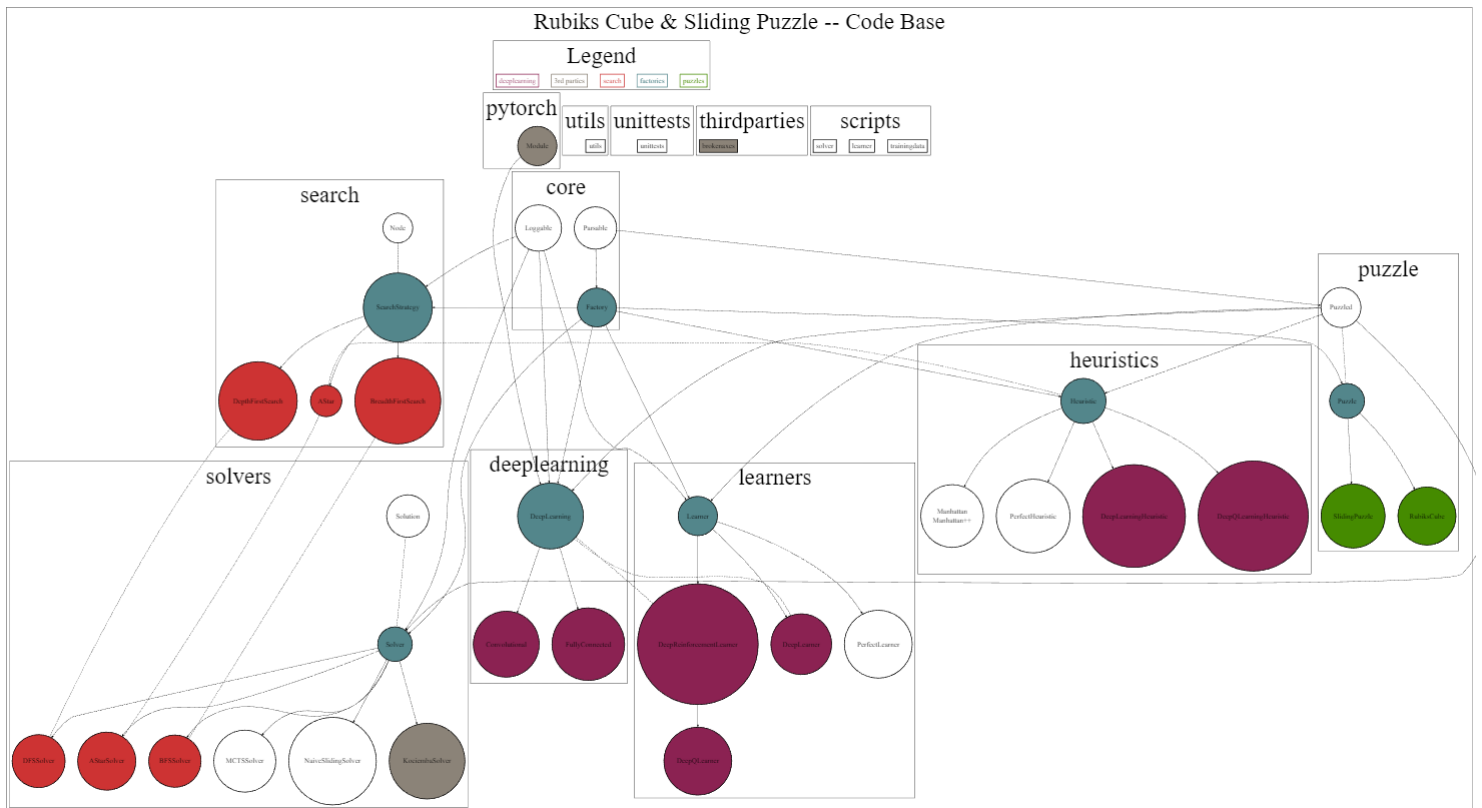 Rubiks Cube & Sliding Puzzle -- Code Base
Legend
deeplearning
3rd parties
search
factories
puzzles
pytorch
Module
utils
utils
unittests
unittests
thirdparties
brokenaxes
scripts
solver
learner
trainingdata
search
Node
SearchStrategy
DepthFirstSearch
AStar
BreadthFirstSearch
core
Loggable
Parsable
Factory
puzzle
Puzzled
Puzzle
SlidingPuzzle
RubiksCube
heuristics
Heuristic
Manhattan
Manhattan++
PerfectHeuristic
DeepLearningHeuristic
DeepQLearningHeuristic
solvers
Solution
Solver
DFSSolver
AStarSolver
BFSSolver
MCTSSolver
NaiveSlidingSolver
KociembaSolver
deeplearning
DeepLearning
Convolutional
FullyConnected
learners
Learner
DeepReinforcementLearner
DeepLearner
PerfectLearner
DeepQLearner